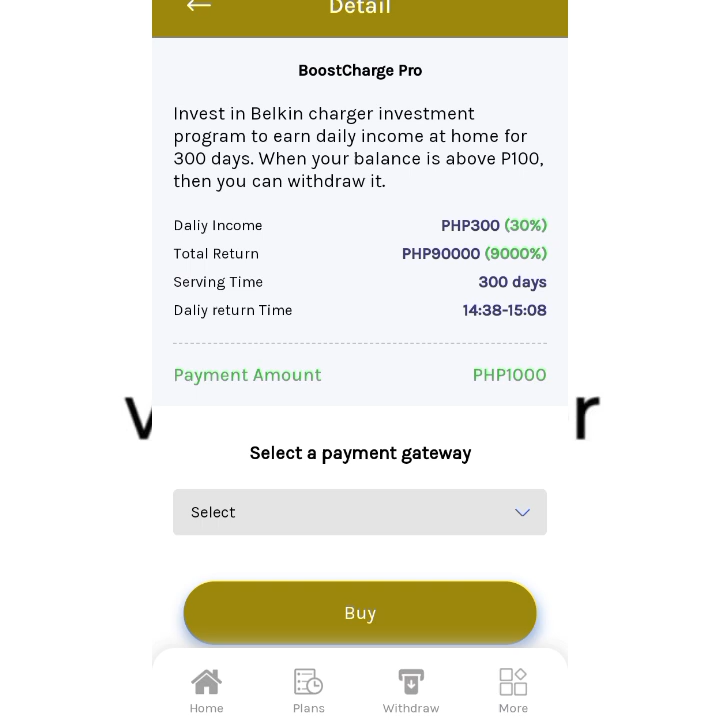 Detail
BoostCharge Pro
Invest in Belkin charger investment
program to earn daily income at home for
300 days. When your balance is above P100,
then you can withdraw it.
Daliy Income PHP300 (30%)
Total Return PHP90000 (9000%)
Serving Time 300 days
Daliy return Time 14:38-15:08
Payment Amount PHP1000
Select a payment gateway
Select
Buy
Home Plans Withdraw More